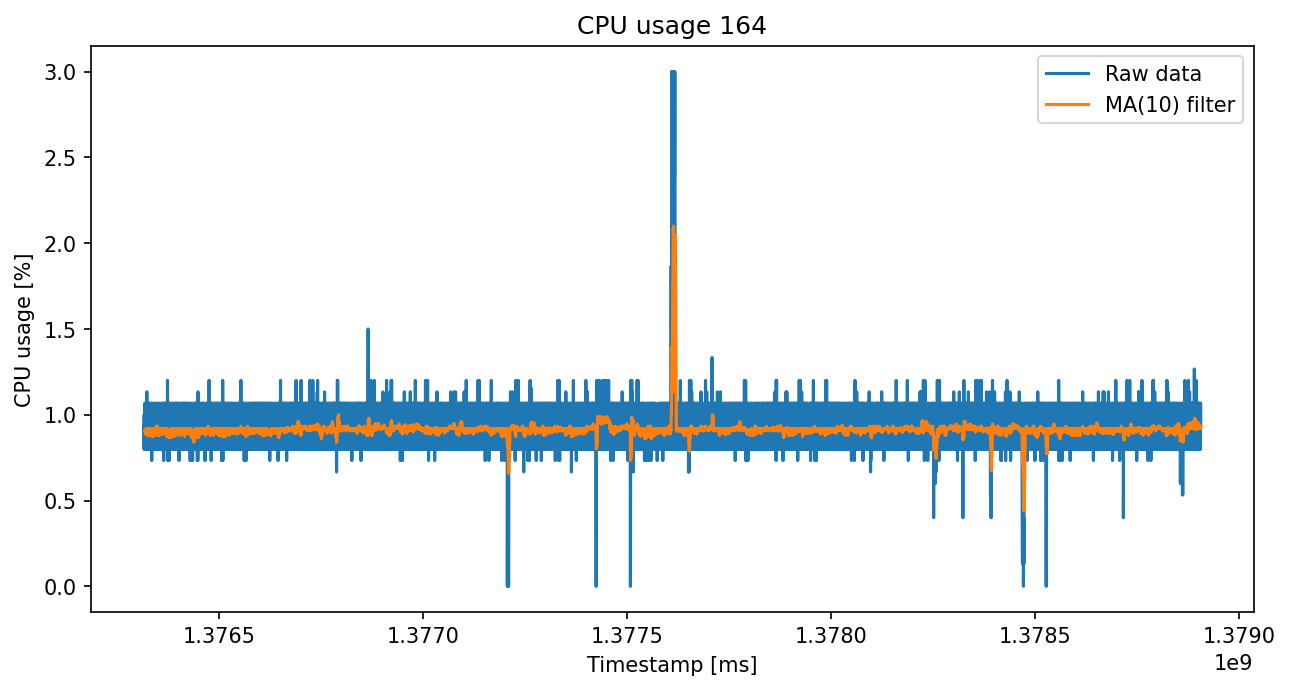 CPU usage 164
Raw data
MA(10) filter
CPU usage [%]
3.0
2.5
2.0
1.5
1.0
0.5
0.0
1.3765 1.3770 1.3775 1.3780 1.3785 1.3790
1e9
Timestamp [ms]